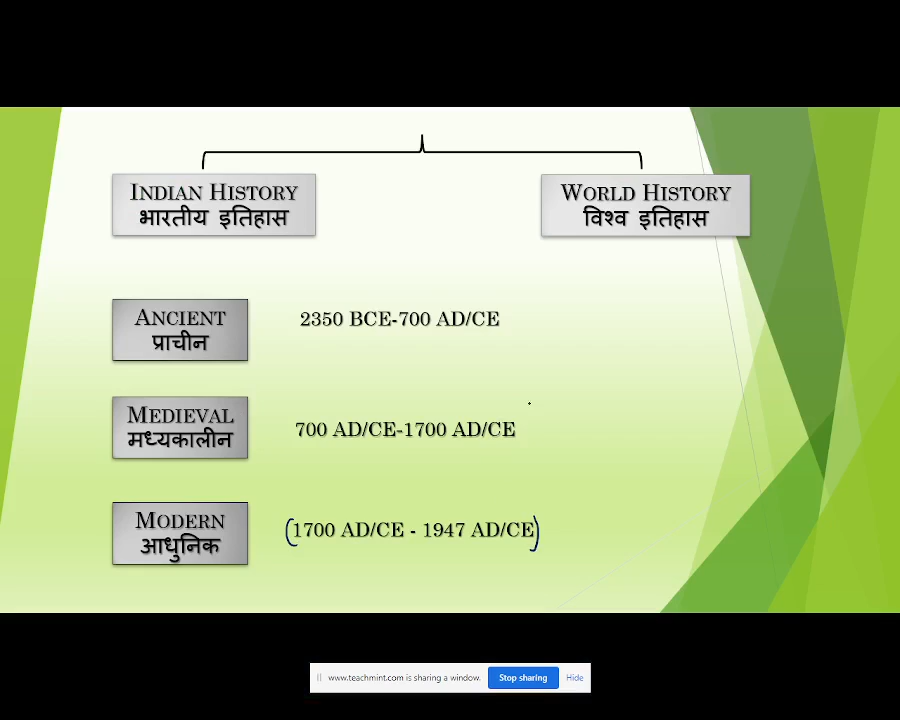 INDIAN HISTORY
भारतीय इतिहास
WORLD HISTORY
विश्व इतिहास
ANCIENT
प्राचीन
2350 BCE-700 AD/CE
MEDIEVAL
मध्यकालीन
700 AD/CE-1700 AD/CE
MODERN
आधुनिक
(1700 AD/CE - 1947 AD/CE)
www.teachmint.com is sharing a window.
Stop sharing
Hide